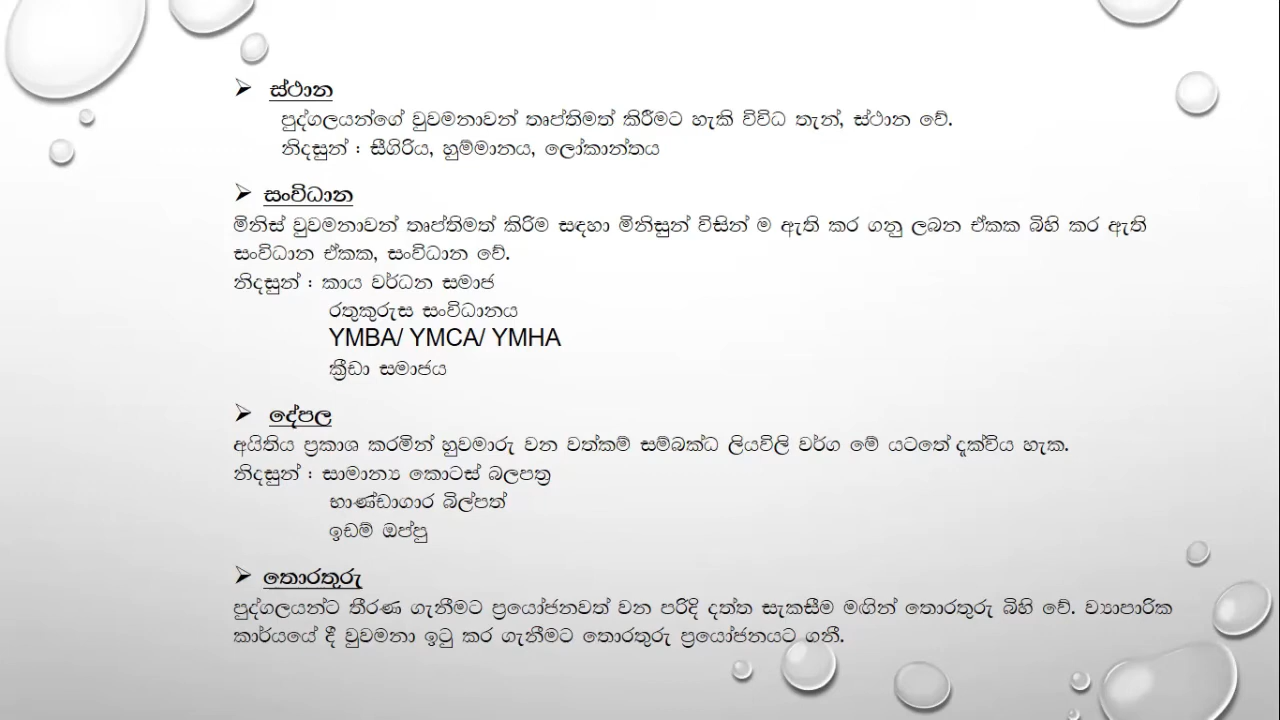 ➤ ස්ථාන
පුද්ගලයන්ගේ වුවමනාවන් තෘප්තිමත් කිරීමට හැකි විවිධ තැන්, ස්ථාන වේ.
නිදසුන් : සීගිරිය, හුම්මානය, ලෝකාන්තය
➤ සංවිධාන
මිනිස් වුවමනාවන් තෘප්තිමත් කිරිම සඳහා මිනිසුන් විසින් ම ඇති කර ගනු ලබන ඒකක බිහි කර ඇති
සංවිධාන ඒකක, සංවිධාන වේ.
නිදසුන් : කාය වර්ධන සමාජ
රතුකුරුස සංවිධානය
YMBA/ YMCA/ YMHA
ක්‍රීඩා සමාජය
➤ දේපල
අයිතිය ප්‍රකාශ කරමින් හුවමාරු වන වත්කම් සම්බක්ධ ලියවිලි වර්ග මේ යටතේ දැක්විය හැක.
නිදසුන් : සාමාන්‍ය කොටස් බලපත්‍ර
භාණ්ඩාගාර බිල්පත්
ඉඩම් ඔප්පු
➤ තොරතුරු
පුද්ගලයන්ට තීරණ ගැනීමට ප්‍රයෝජනවත් වන පරිදි දත්ත සැකසීම මඟින් තොරතුරු බිහි වේ. ව්‍යාපාරික
කාර්යයේ දී වුවමනා ඉටු කර ගැනීමට තොරතුරු ප්‍රයෝජනයට ගනී.